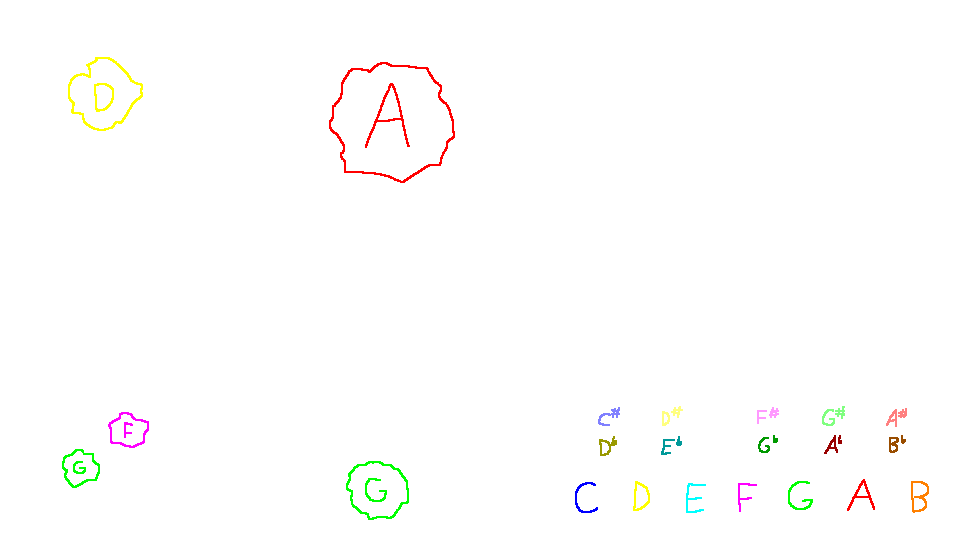 D
A
F
G
G
C# D# F# G# A#
D♭ E♭ G♭ A♭ B♭
C D E F G A B